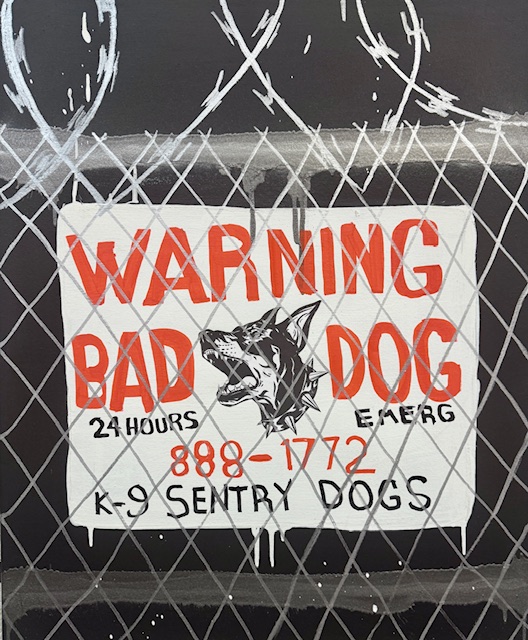 WARNING
BAD DOG
24 HOURS EMERG
888-1772
K-9 SENTRY DOGS